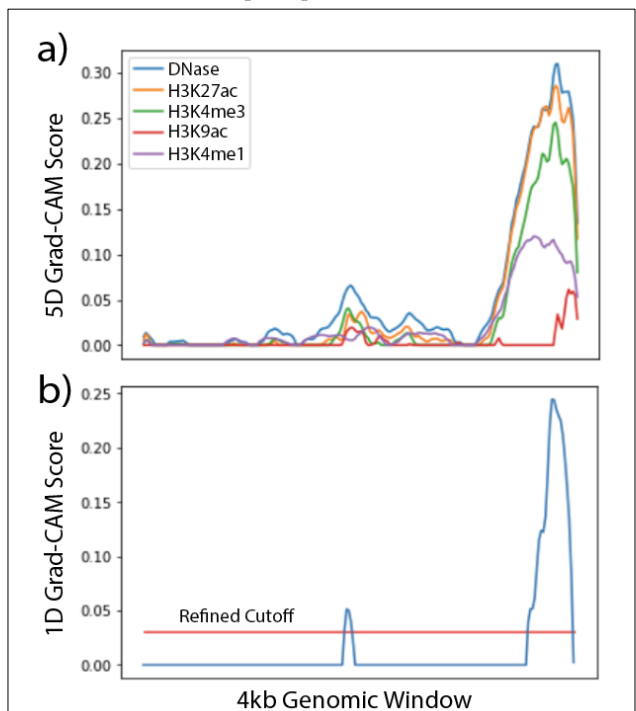 a)
5D Grad-CAM Score
0.30
0.25
0.20
0.15
0.10
0.05
0.00
DNase
H3K27ac
H3K4me3
H3K9ac
H3K4me1
b)
1D Grad-CAM Score
0.25
0.20
0.15
0.10
0.05
0.00
Refined Cutoff
4kb Genomic Window